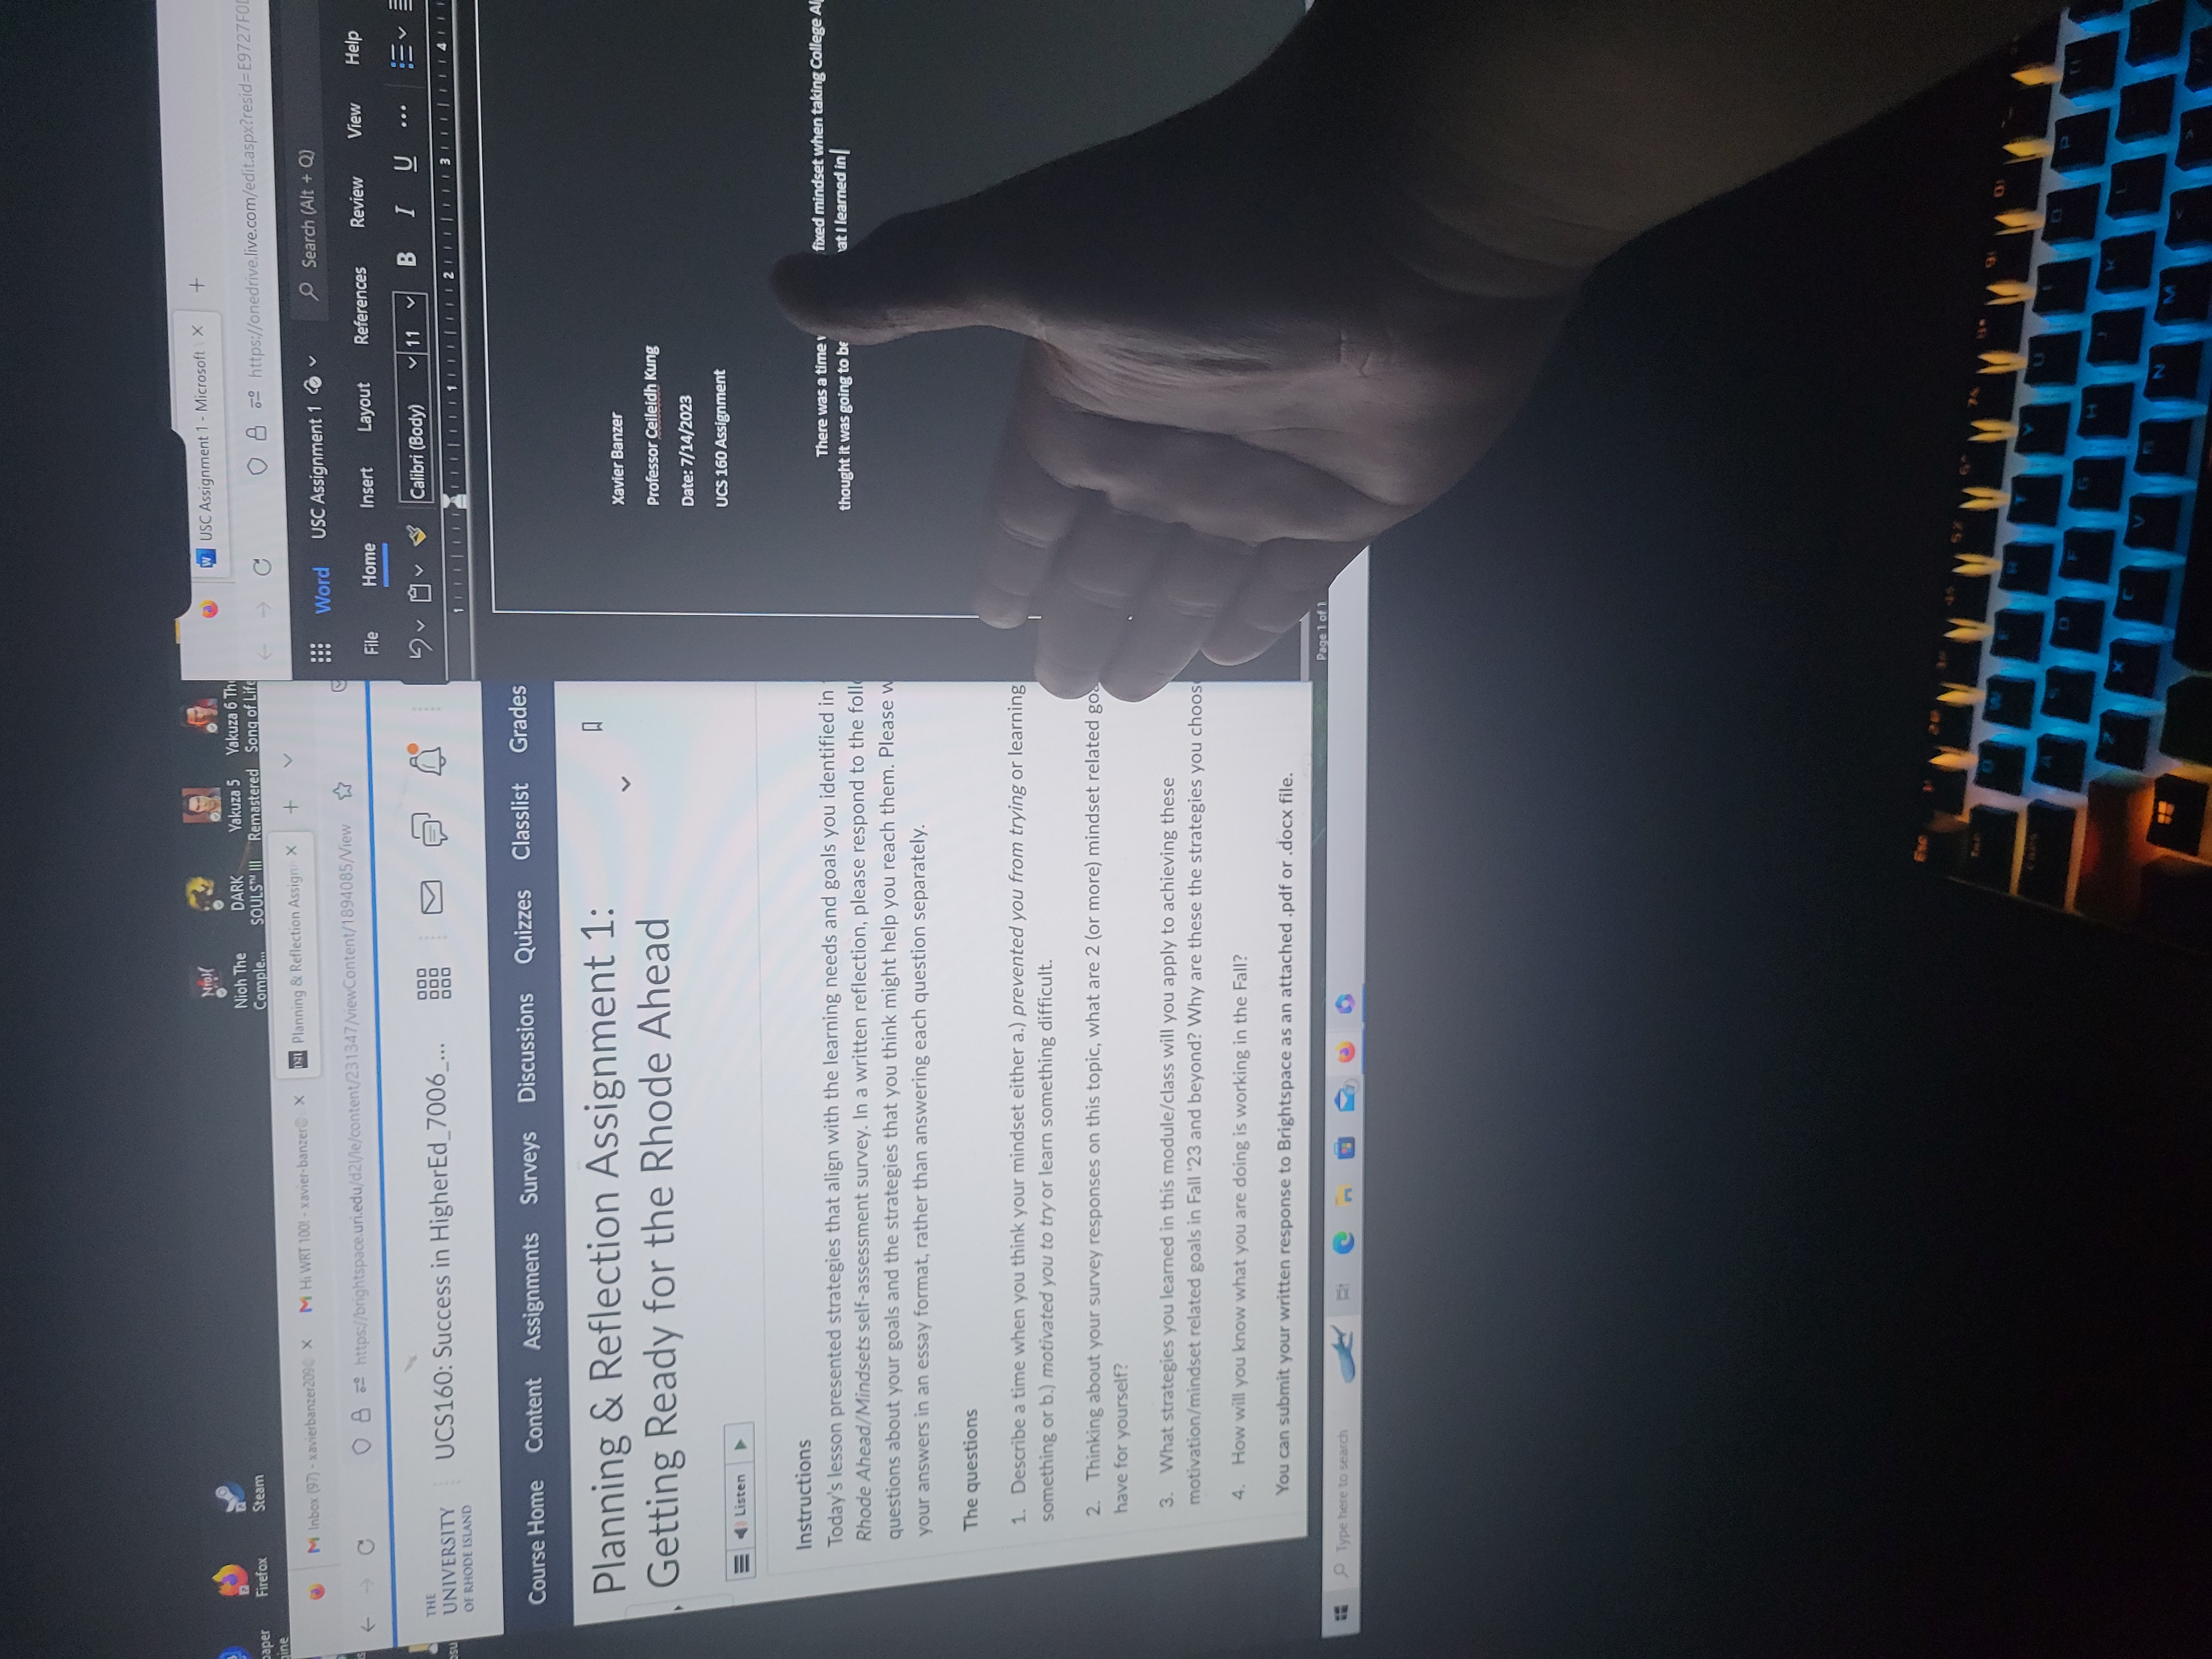 Firefox
Steam
Nioh The
Comple...
DARK
SOULS™ III
Yakuza 5
Remastered
Yakuza 6 The
Song of Life
Inbox (97) - xavierbanzer209@
Hi WRT 100! - xavier-banzer@
Planning & Reflection Assign
https://brightspace.uri.edu/d2l/le/content/231347/viewContent/1894085/View
THE
UNIVERSITY
OF RHODE ISLAND
UCS160: Success in HigherEd_7006_...
Course Home Content Assignments Surveys Discussions Quizzes Classlist Grades
Planning & Reflection Assignment 1:
Getting Ready for the Rhode Ahead
Listen
Instructions
Today's lesson presented strategies that align with the learning needs and goals you identified in
Rhode Ahead/Mindsets self-assessment survey. In a written reflection, please respond to the
questions about your goals and the strategies that you think might help you reach them. Please
your answers in an essay format, rather than answering each question separately.
The questions
1. Describe a time when you think your mindset either a.) prevented you from trying or learning
something or b.) motivated you to try or learn something difficult.
2. Thinking about your survey responses on this topic, what are 2 (or more) mindset related
have for yourself?
3. What strategies you learned in this module/class will you apply to achieving these
motivation/mindset related goals in Fall '23 and beyond? Why are these the strategies you
4. How will you know what you are doing is working in the Fall?
You can submit your written response to Brightspace as an attached .pdf or .docx file.
Type here to search
USC Assignment 1 - Microsoft
https://onedrive.live.com/edit.aspx?resid=E9727F0
Word USC Assignment 1 Search (Alt + Q)
File Home Insert Layout References Review View Help
Calibri (Body) 11 B I U ...
1 1 2 3 4
Xavier Banzer
Professor Ceileidh Kung
Date: 7/14/2023
UCS 160 Assignment
There was a time fixed mindset when taking College
thought it was going to be at I learned in
Page 1 of 1
Esc
Q W E R T Y U I O P
A S D F G H J K L
Z X C V B N M